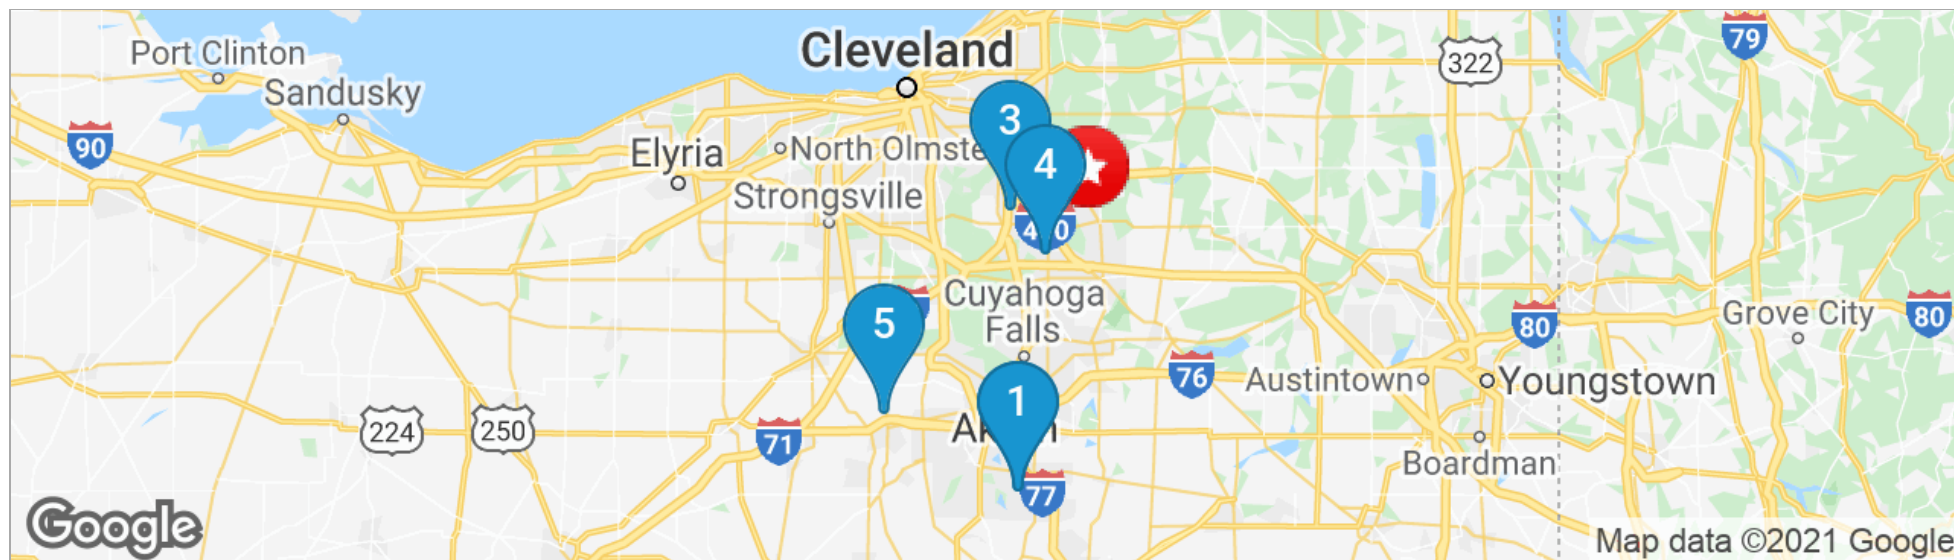 Port Clinton
Cleveland
79
322
Sandusky
3
90
Elyria
North Olmste
4
Strongsville
Cuyahoga
Falls
5
80
Grove City
80
76
Austintown
Youngstown
1
224
250
71
Boardman
77
Google
Map data ©2021 Google